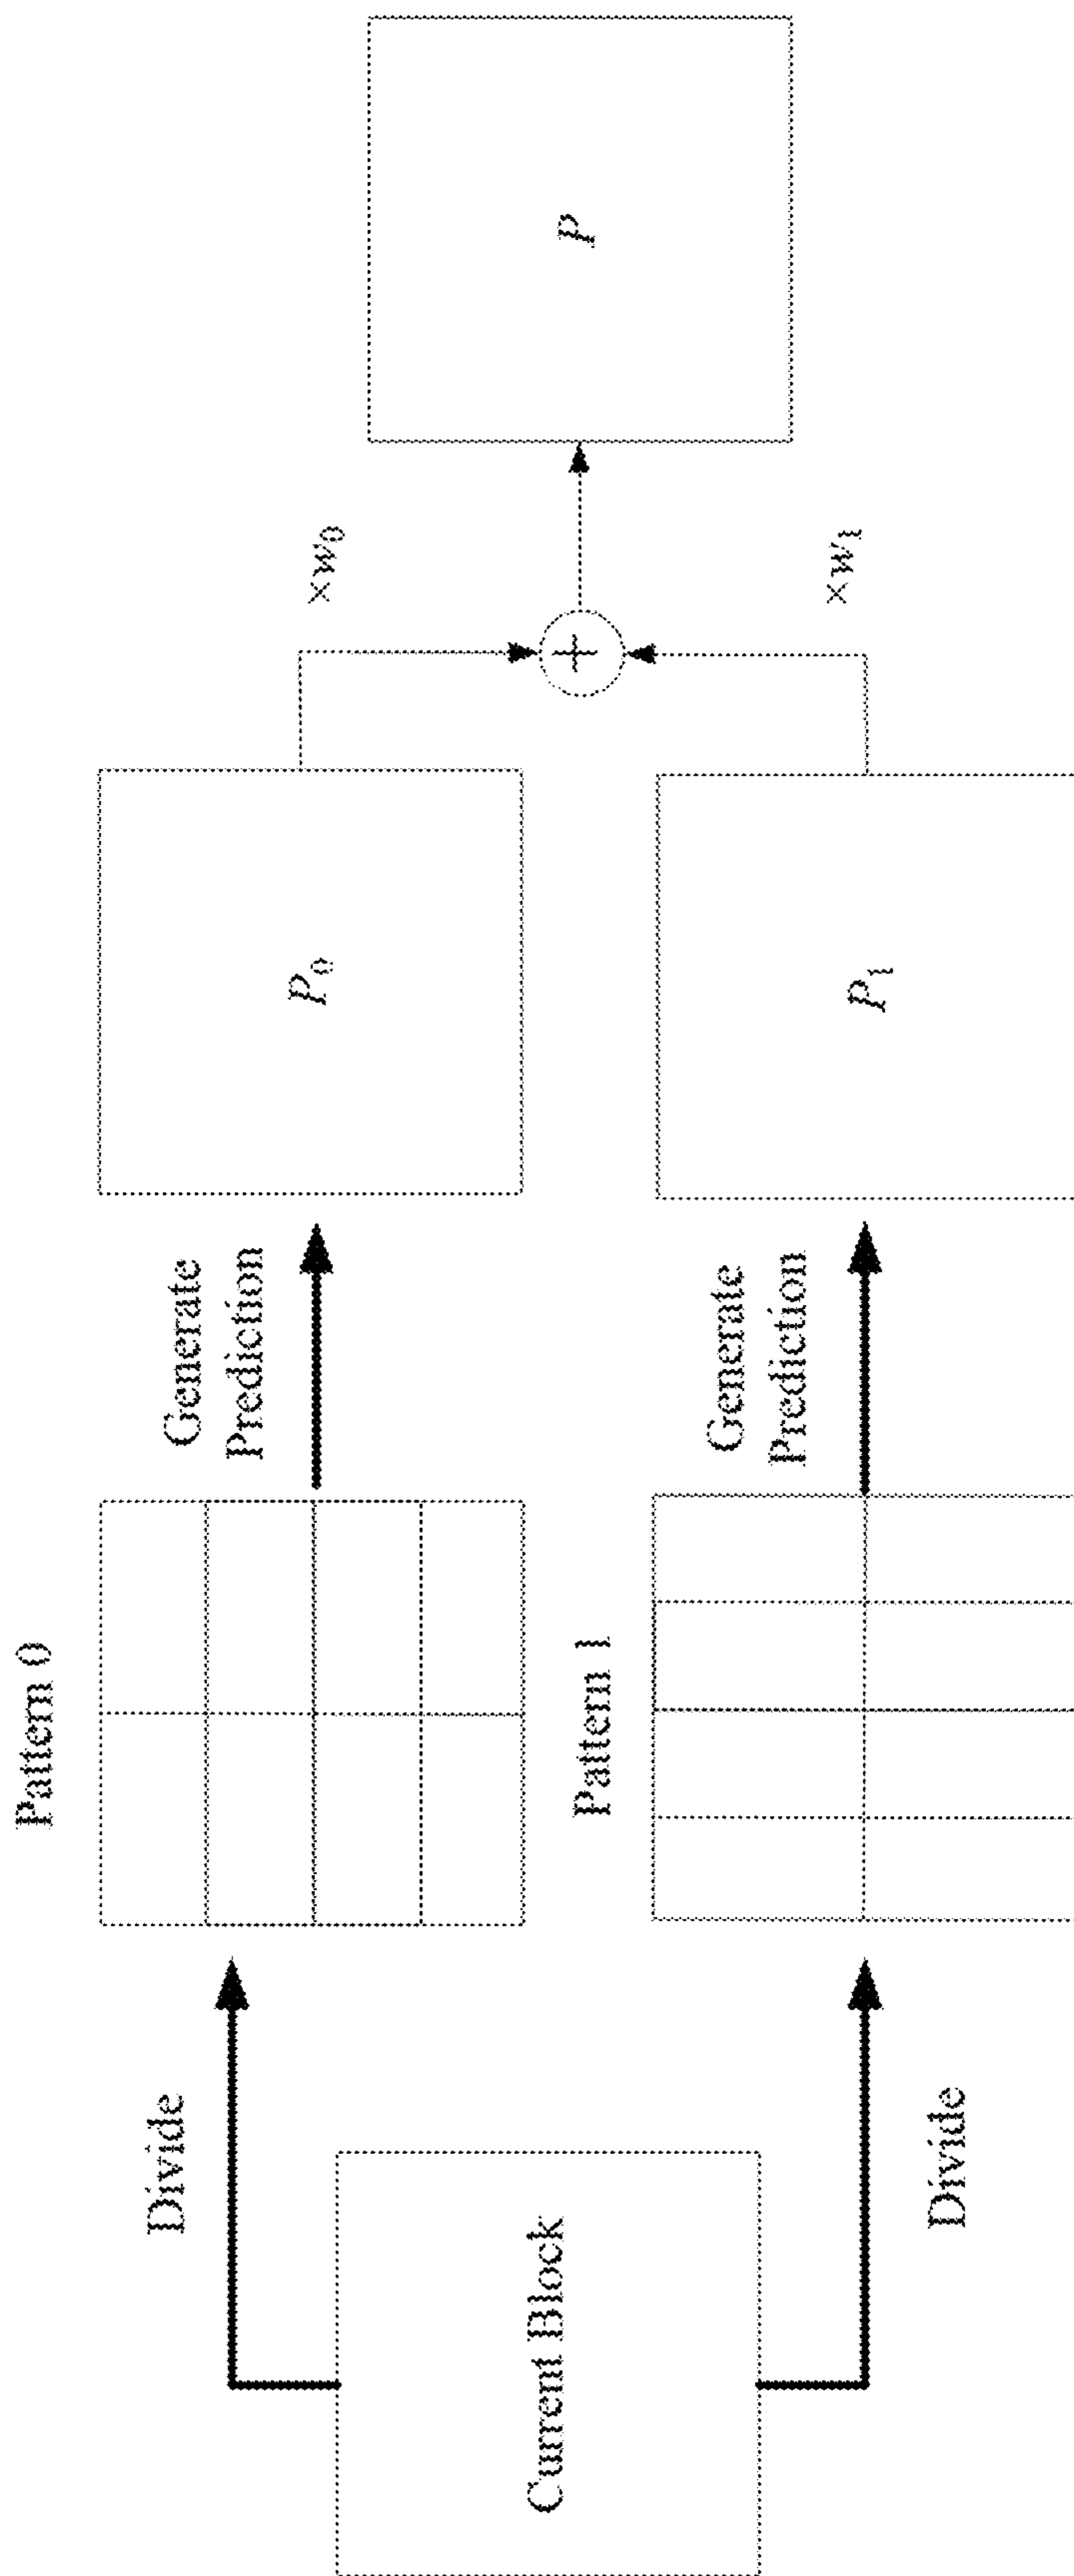 Current Block
Divide
Divide
Pattern 0
Generate
Prediction
P₀
×w₀
Pattern 1
Generate
Prediction
P₁
×w₁
+
P